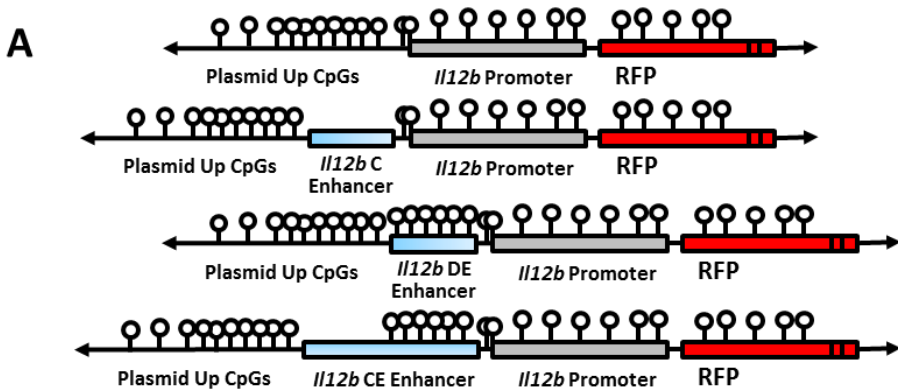 A
Plasmid Up CpGs Il12b Promoter RFP
Plasmid Up CpGs Il12b C Enhancer Il12b Promoter RFP
Plasmid Up CpGs Il12b DE Enhancer Il12b Promoter RFP
Plasmid Up CpGs Il12b CE Enhancer Il12b Promoter RFP